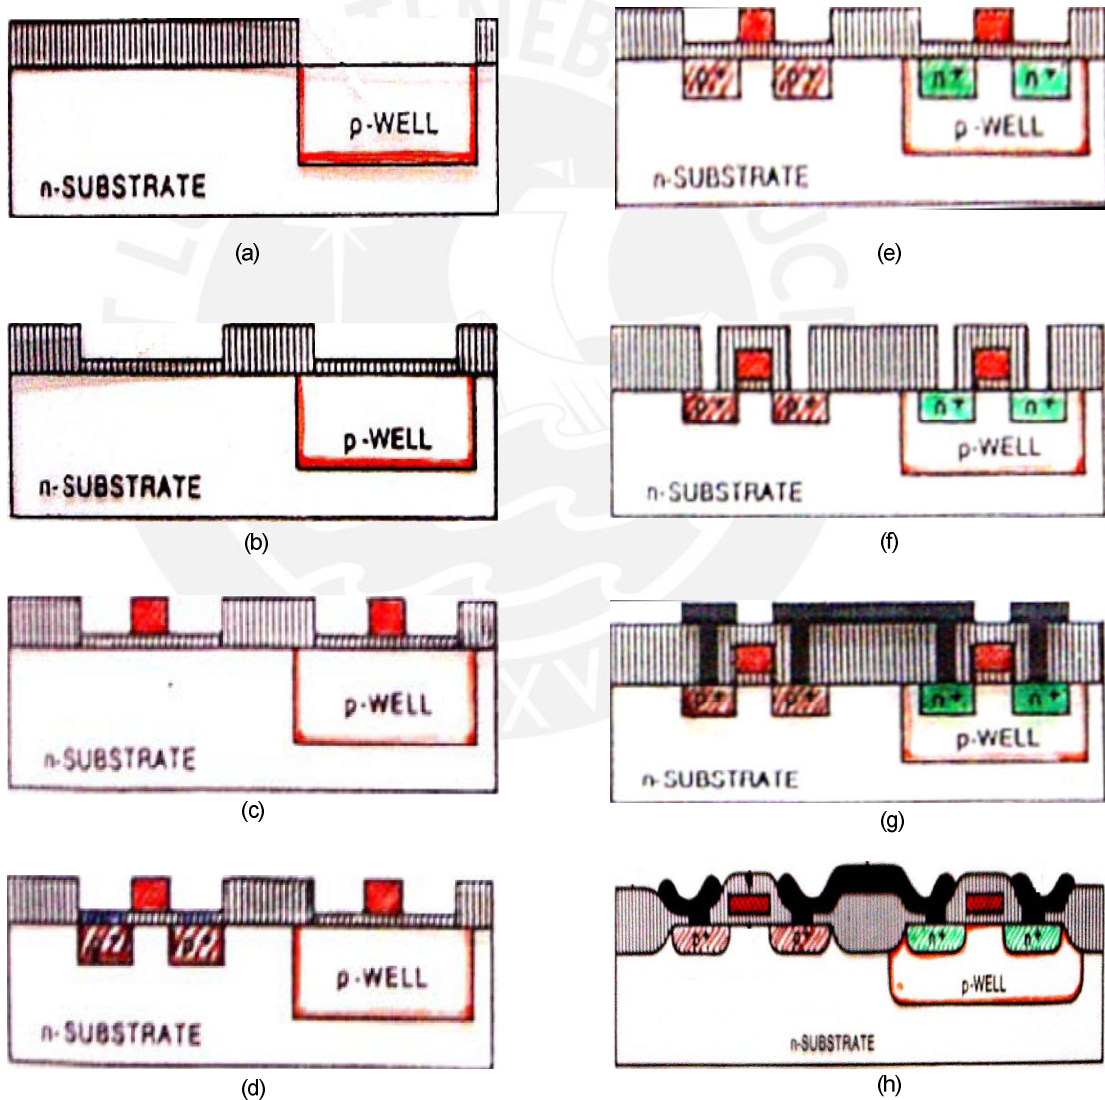 p-WELL
n-SUBSTRATE
(a)
p-WELL
n-SUBSTRATE
(b)
p-WELL
n-SUBSTRATE
(c)
p+ p+
p-WELL
n-SUBSTRATE
(d)
p+ p+ n+ n+
p-WELL
n-SUBSTRATE
(e)
p+ p+ n+ n+
p-WELL
n-SUBSTRATE
(f)
p+ p+ n+ n+
p-WELL
n-SUBSTRATE
(g)
p+ p+ n+ n+
p-WELL
n-SUBSTRATE
(h)